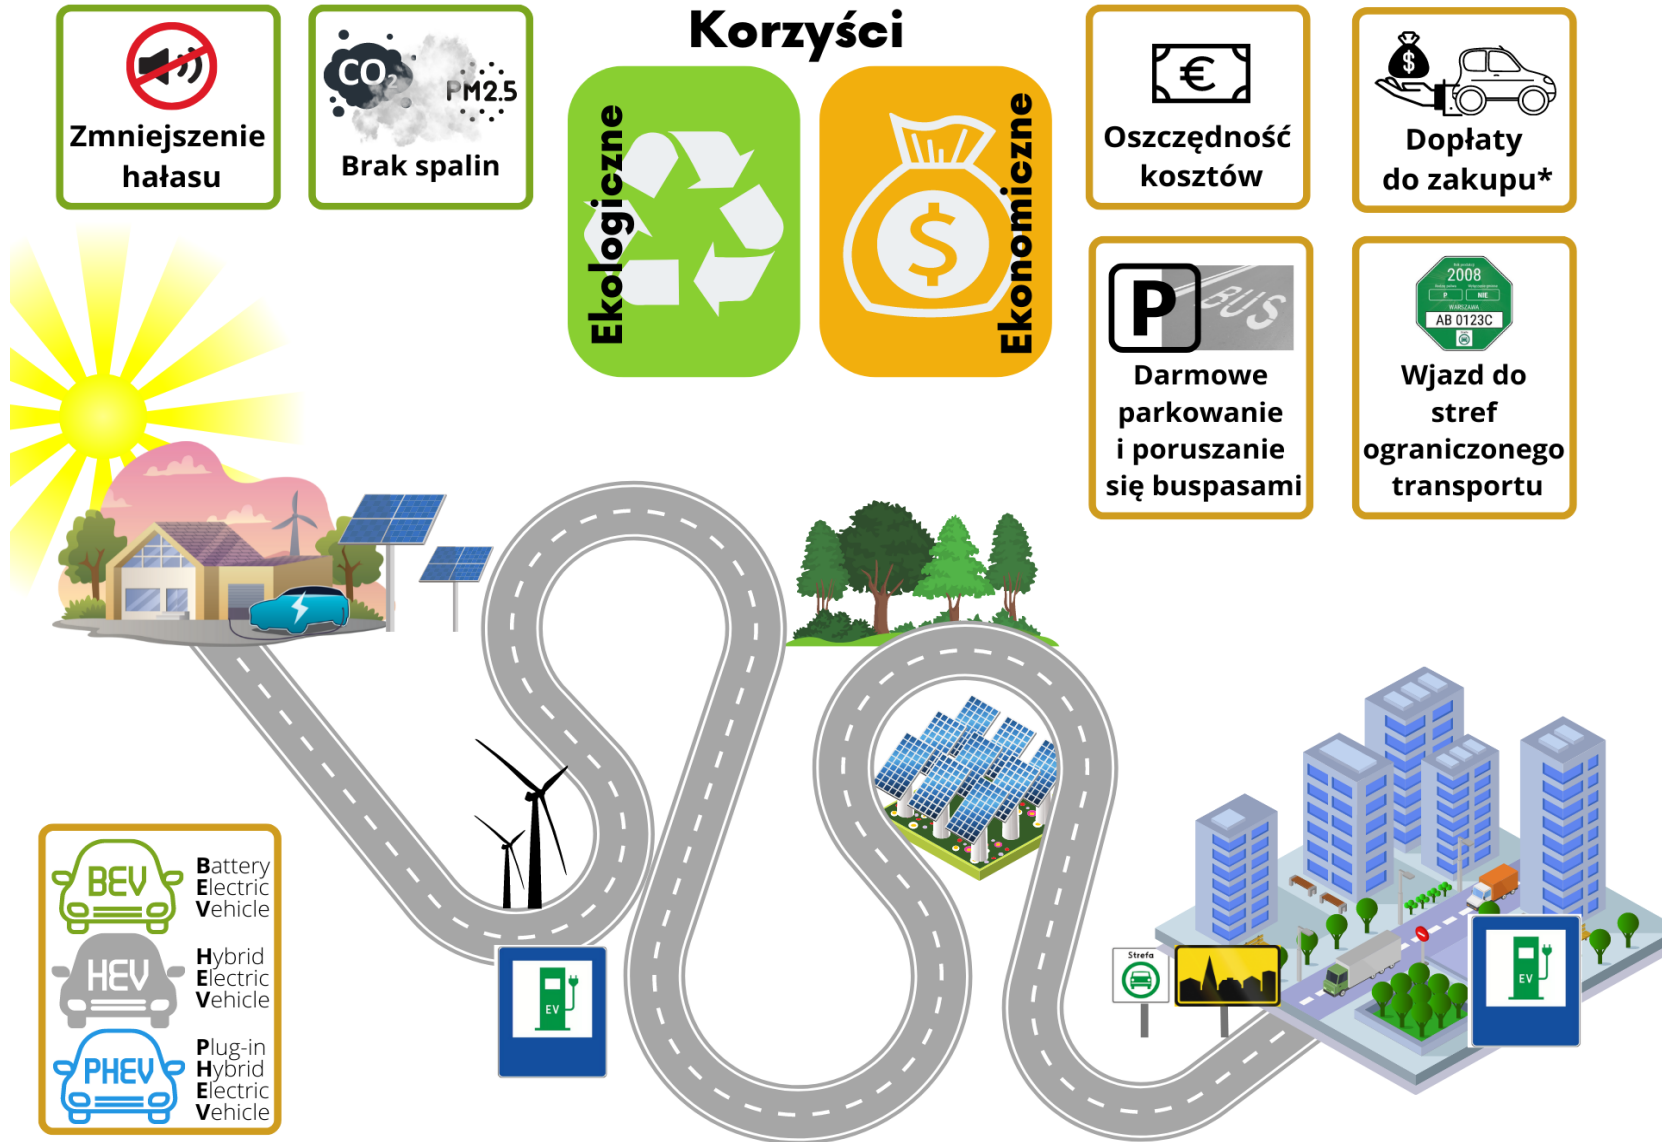 Korzyści
Zmniejszenie
hałasu
CO2
PM2.5
Brak spalin
Ekologiczne
$
Ekonomiczne
€
Oszczędność
kosztów
$
Dopłaty
do zakupu*
P
BUS
Darmowe
parkowanie
i poruszanie
się buspasami
2008
P
NIE
WARSZAWA
AB 0123C
Wjazd do
stref
ograniczonego
transportu
BEV
Battery
Electric
Vehicle
HEV
Hybrid
Electric
Vehicle
PHEV
Plug-in
Hybrid
Electric
Vehicle
EV
Strefa
EV